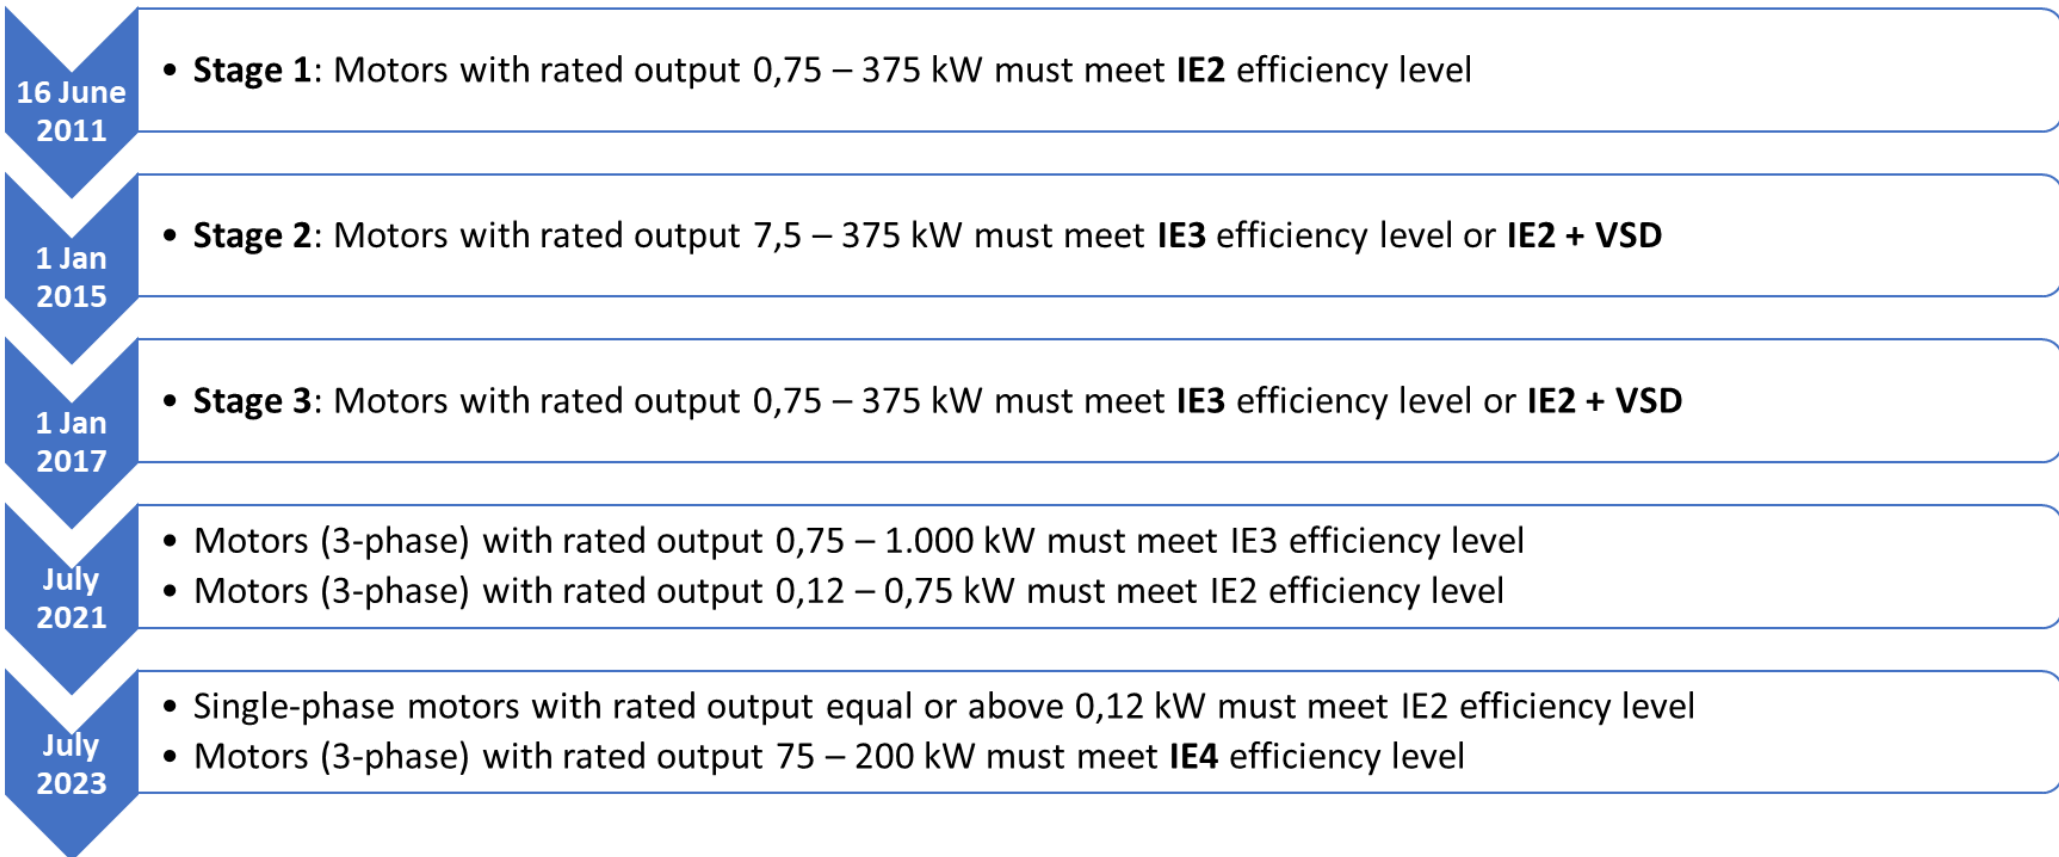 16 June
2011
• Stage 1: Motors with rated output 0,75 – 375 kW must meet IE2 efficiency level
1 Jan
2015
• Stage 2: Motors with rated output 7,5 – 375 kW must meet IE3 efficiency level or IE2 + VSD
1 Jan
2017
• Stage 3: Motors with rated output 0,75 – 375 kW must meet IE3 efficiency level or IE2 + VSD
July
2021
• Motors (3-phase) with rated output 0,75 – 1.000 kW must meet IE3 efficiency level
• Motors (3-phase) with rated output 0,12 – 0,75 kW must meet IE2 efficiency level
July
2023
• Single-phase motors with rated output equal or above 0,12 kW must meet IE2 efficiency level
• Motors (3-phase) with rated output 75 – 200 kW must meet IE4 efficiency level